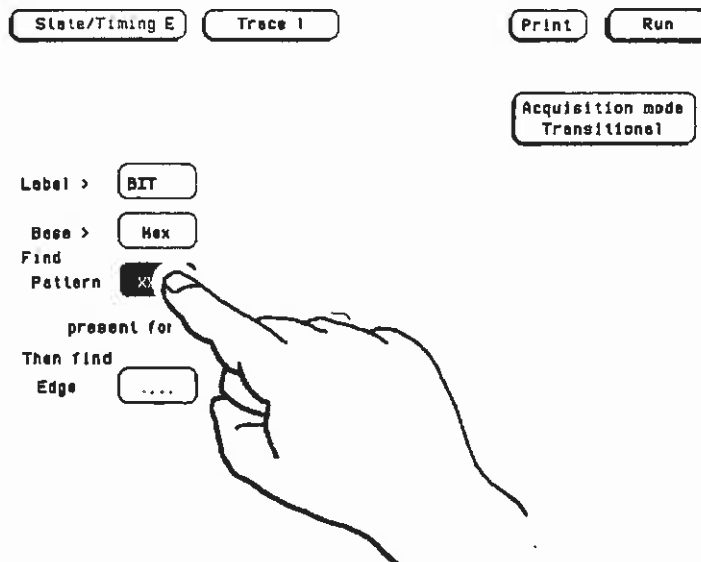 State/Timing E Trace 1 Print Run
Acquisition mode
Transitional
Label > BIT
Base > Hex
Find
Pattern
present for
Then find
Edge ....